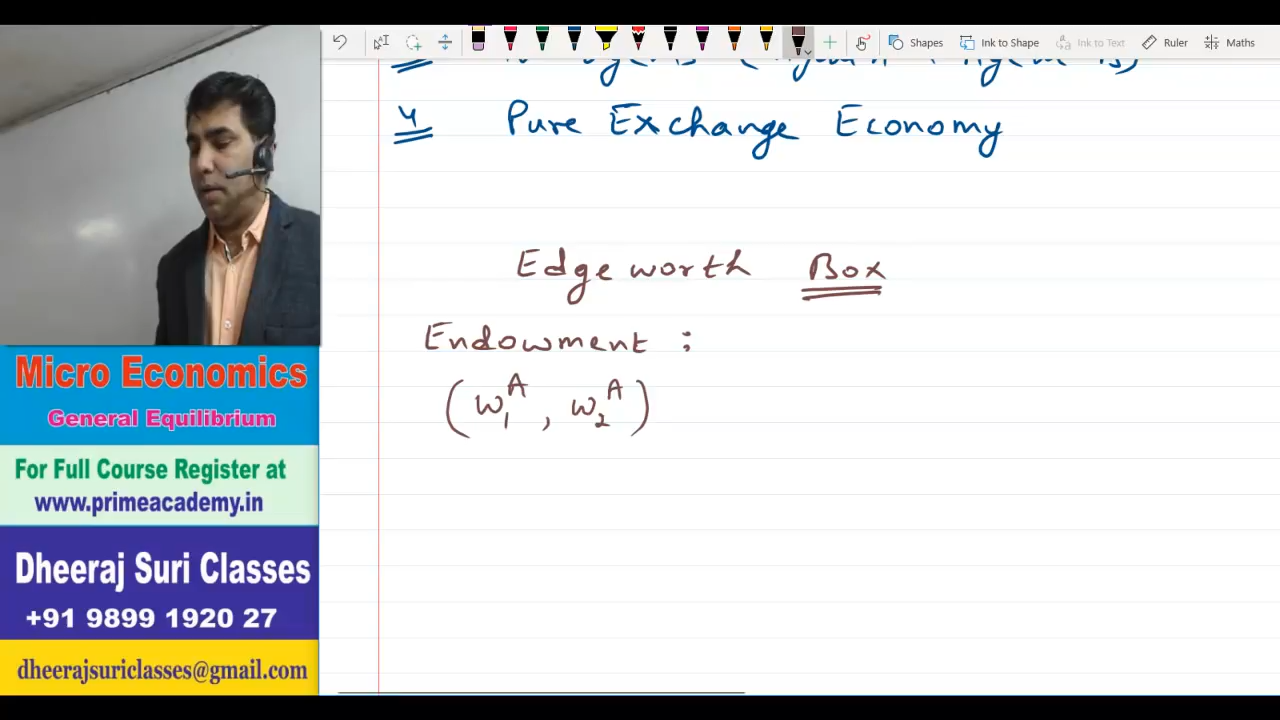 Shapes Ink to Shape Ink to Text Ruler Maths
4 Pure Exchange Economy
Edgeworth Box
Endowment :
(w₁ᴬ, w₂ᴬ)
Micro Economics
General Equilibrium
For Full Course Register at
www.primeacademy.in
Dheeraj Suri Classes
+91 9899 1920 27
dheerajsuriclasses@gmail.com